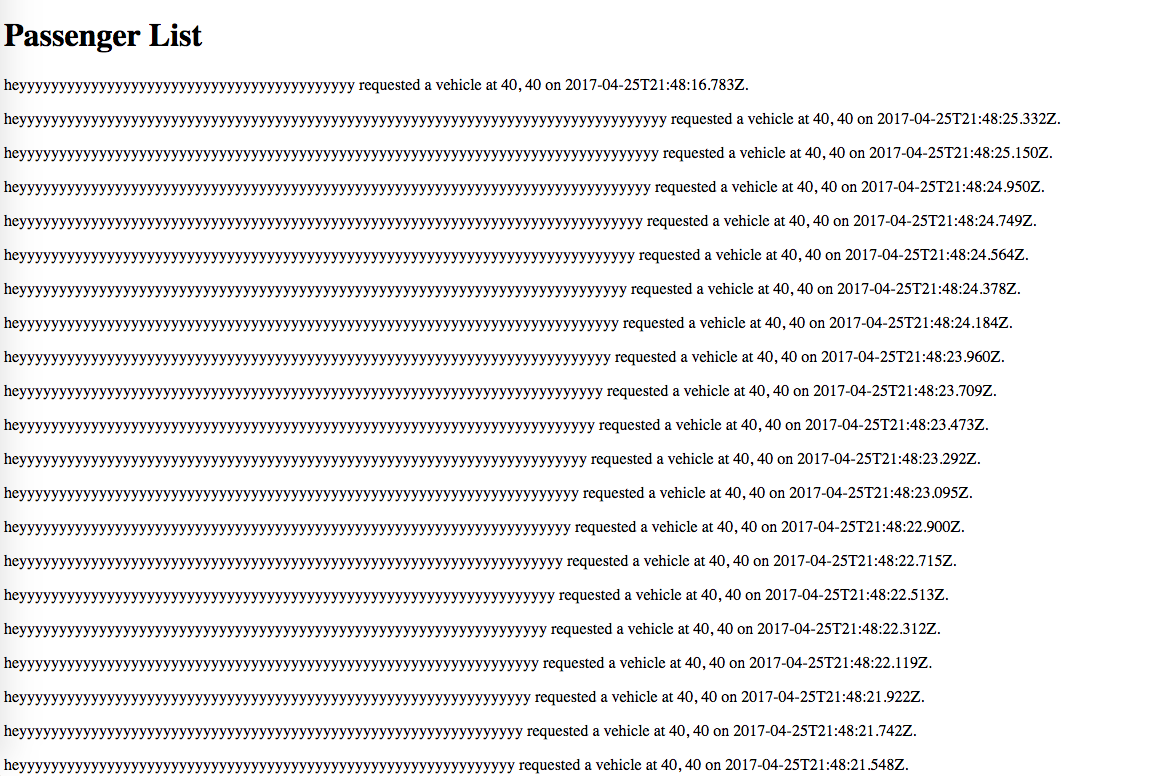 Passenger List
heyyyyyyyyyyyyyyyyyyyyyyyyyyyyyyyyyyyyyyyyyy requested a vehicle at 40, 40 on 2017-04-25T21:48:16.783Z.
heyyyyyyyyyyyyyyyyyyyyyyyyyyyyyyyyyyyyyyyyyyyyyyyyyyyyyyyyyyyyyyyyyyyyyyyyyyyyyyyyy requested a vehicle at 40, 40 on 2017-04-25T21:48:25.332Z.
heyyyyyyyyyyyyyyyyyyyyyyyyyyyyyyyyyyyyyyyyyyyyyyyyyyyyyyyyyyyyyyyyyyyyyyyyyyyyyyyy requested a vehicle at 40, 40 on 2017-04-25T21:48:25.150Z.
heyyyyyyyyyyyyyyyyyyyyyyyyyyyyyyyyyyyyyyyyyyyyyyyyyyyyyyyyyyyyyyyyyyyyyyyyyyyyyyy requested a vehicle at 40, 40 on 2017-04-25T21:48:24.950Z.
heyyyyyyyyyyyyyyyyyyyyyyyyyyyyyyyyyyyyyyyyyyyyyyyyyyyyyyyyyyyyyyyyyyyyyyyyyyyyyy requested a vehicle at 40, 40 on 2017-04-25T21:48:24.749Z.
heyyyyyyyyyyyyyyyyyyyyyyyyyyyyyyyyyyyyyyyyyyyyyyyyyyyyyyyyyyyyyyyyyyyyyyyyyyyyy requested a vehicle at 40, 40 on 2017-04-25T21:48:24.564Z.
heyyyyyyyyyyyyyyyyyyyyyyyyyyyyyyyyyyyyyyyyyyyyyyyyyyyyyyyyyyyyyyyyyyyyyyyyyyyy requested a vehicle at 40, 40 on 2017-04-25T21:48:24.378Z.
heyyyyyyyyyyyyyyyyyyyyyyyyyyyyyyyyyyyyyyyyyyyyyyyyyyyyyyyyyyyyyyyyyyyyyyyyyyy requested a vehicle at 40, 40 on 2017-04-25T21:48:24.184Z.
heyyyyyyyyyyyyyyyyyyyyyyyyyyyyyyyyyyyyyyyyyyyyyyyyyyyyyyyyyyyyyyyyyyyyyyyyyy requested a vehicle at 40, 40 on 2017-04-25T21:48:23.960Z.
heyyyyyyyyyyyyyyyyyyyyyyyyyyyyyyyyyyyyyyyyyyyyyyyyyyyyyyyyyyyyyyyyyyyyyyyyy requested a vehicle at 40, 40 on 2017-04-25T21:48:23.709Z.
heyyyyyyyyyyyyyyyyyyyyyyyyyyyyyyyyyyyyyyyyyyyyyyyyyyyyyyyyyyyyyyyyyyyyyyyy requested a vehicle at 40, 40 on 2017-04-25T21:48:23.473Z.
heyyyyyyyyyyyyyyyyyyyyyyyyyyyyyyyyyyyyyyyyyyyyyyyyyyyyyyyyyyyyyyyyyyyyyyy requested a vehicle at 40, 40 on 2017-04-25T21:48:23.292Z.
heyyyyyyyyyyyyyyyyyyyyyyyyyyyyyyyyyyyyyyyyyyyyyyyyyyyyyyyyyyyyyyyyyyyyyy requested a vehicle at 40, 40 on 2017-04-25T21:48:23.095Z.
heyyyyyyyyyyyyyyyyyyyyyyyyyyyyyyyyyyyyyyyyyyyyyyyyyyyyyyyyyyyyyyyyyyyyy requested a vehicle at 40, 40 on 2017-04-25T21:48:22.900Z.
heyyyyyyyyyyyyyyyyyyyyyyyyyyyyyyyyyyyyyyyyyyyyyyyyyyyyyyyyyyyyyyyyyyyy requested a vehicle at 40, 40 on 2017-04-25T21:48:22.715Z.
heyyyyyyyyyyyyyyyyyyyyyyyyyyyyyyyyyyyyyyyyyyyyyyyyyyyyyyyyyyyyyyyyyyy requested a vehicle at 40, 40 on 2017-04-25T21:48:22.513Z.
heyyyyyyyyyyyyyyyyyyyyyyyyyyyyyyyyyyyyyyyyyyyyyyyyyyyyyyyyyyyyyyyyyy requested a vehicle at 40, 40 on 2017-04-25T21:48:22.312Z.
heyyyyyyyyyyyyyyyyyyyyyyyyyyyyyyyyyyyyyyyyyyyyyyyyyyyyyyyyyyyyyyyyy requested a vehicle at 40, 40 on 2017-04-25T21:48:22.119Z.
heyyyyyyyyyyyyyyyyyyyyyyyyyyyyyyyyyyyyyyyyyyyyyyyyyyyyyyyyyyyyyyyy requested a vehicle at 40, 40 on 2017-04-25T21:48:21.922Z.
heyyyyyyyyyyyyyyyyyyyyyyyyyyyyyyyyyyyyyyyyyyyyyyyyyyyyyyyyyyyyyyy requested a vehicle at 40, 40 on 2017-04-25T21:48:21.742Z.
heyyyyyyyyyyyyyyyyyyyyyyyyyyyyyyyyyyyyyyyyyyyyyyyyyyyyyyyyyyyyyy requested a vehicle at 40, 40 on 2017-04-25T21:48:21.548Z.